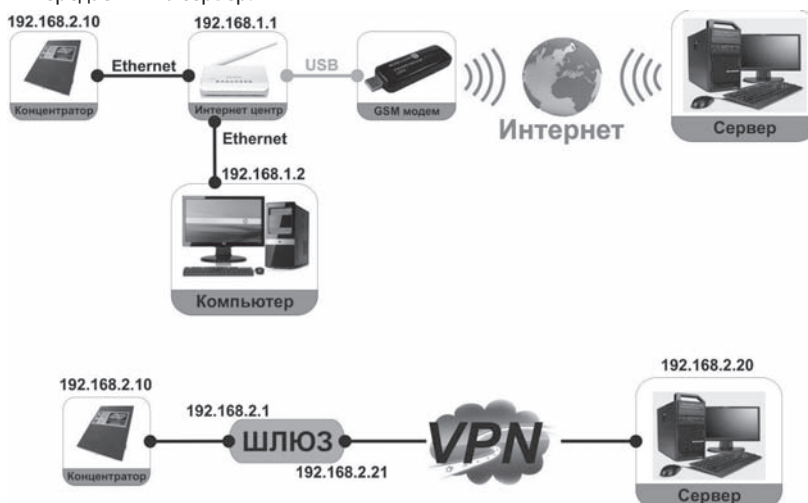 192.168.2.10
192.168.1.1
Ethernet
USB
Концентратор
Интернет центр
GSM модем
Интернет
Сервер
Ethernet
192.168.1.2
Компьютер
192.168.2.20
192.168.2.10
192.168.2.1
ШЛЮЗ
VPN
192.168.2.21
Концентратор
Сервер